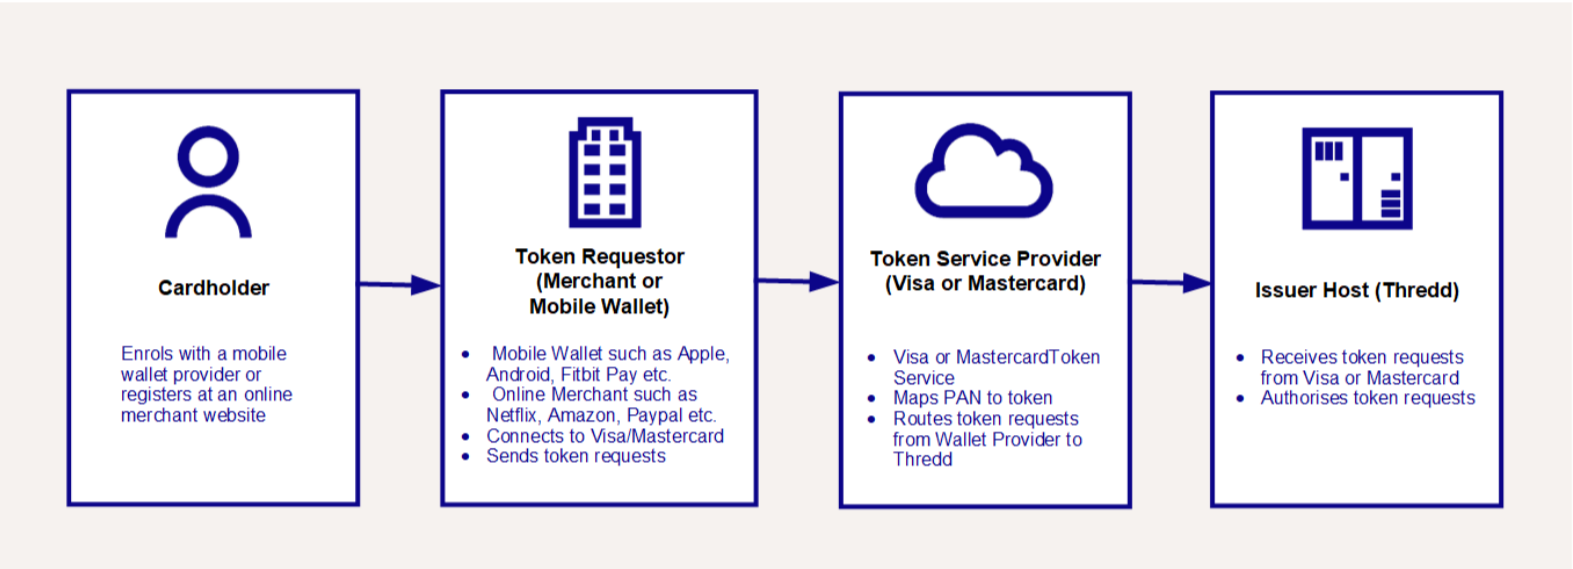 Cardholder
Enrols with a mobile
wallet provider or
registers at an online
merchant website
Token Requestor
(Merchant or
Mobile Wallet)
• Mobile Wallet such as Apple,
Android, Fitbit Pay etc.
• Online Merchant such as
Netflix, Amazon, Paypal etc.
• Connects to Visa/Mastercard
• Sends token requests
Token Service Provider
(Visa or Mastercard)
• Visa or MastercardToken
Service
• Maps PAN to token
• Routes token requests
from Wallet Provider to
Thredd
Issuer Host (Thredd)
• Receives token requests
from Visa or Mastercard
• Authorises token requests